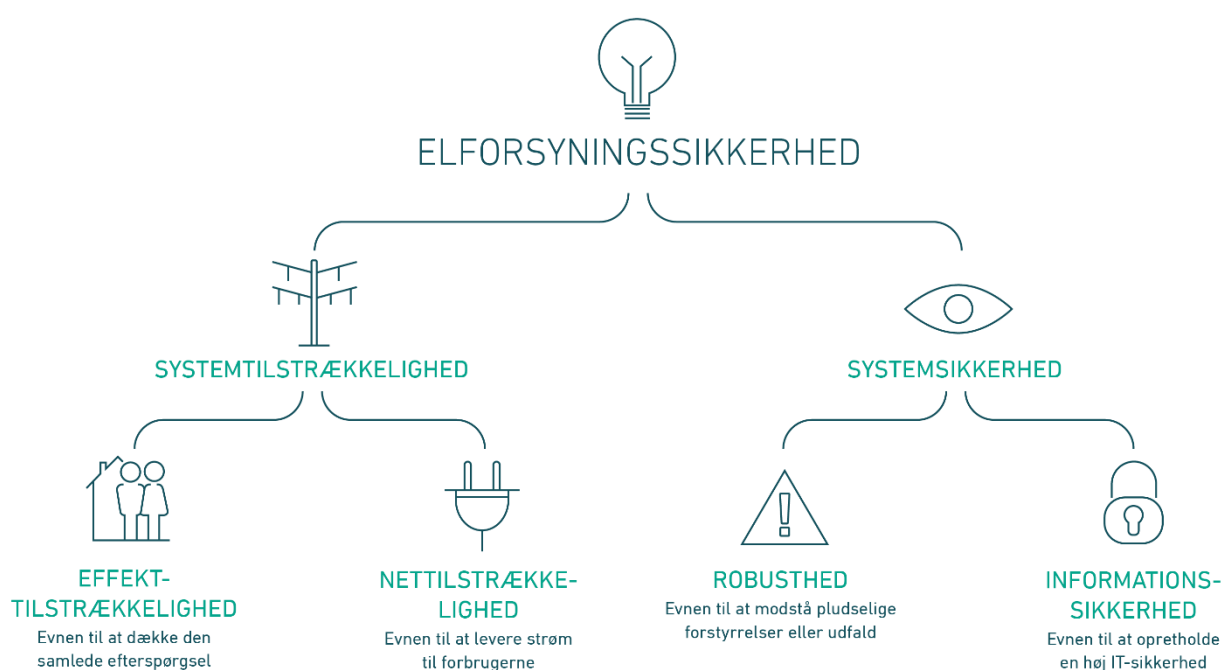 ELFORSYNINGSSIKKERHED
SYSTEMTILSTRÆKKELIGHED
SYSTEMSIKKERHED
EFFEKT-
TILSTRÆKKELIGHED
Evnen til at dække den
samlede efterspørgsel
NETTILSTRÆKKE-
LIGHED
Evnen til at levere strøm
til forbrugerne
ROBUSTHED
Evnen til at modstå pludselige
forstyrrelser eller udfald
INFORMATIONS-
SIKKERHED
Evnen til at opretholde
en høj IT-sikkerhed